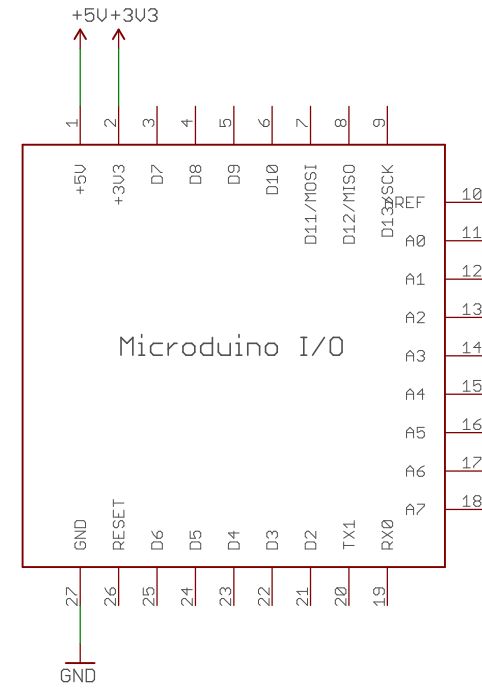 +5V +3V3
1 2 3 4 5 6 7 8 9
+5V +3V3 D7 D8 D9 D10 D11/MOSI D12/MISO D13/SCK
AREF 10
A0 11
A1 12
A2 13
A3 14
Microduino I/O
A4 15
A5 16
A6 17
A7 18
GND RESET D6 D5 D4 D3 D2 TX1 RX0
27 26 25 24 23 22 21 20 19
GND